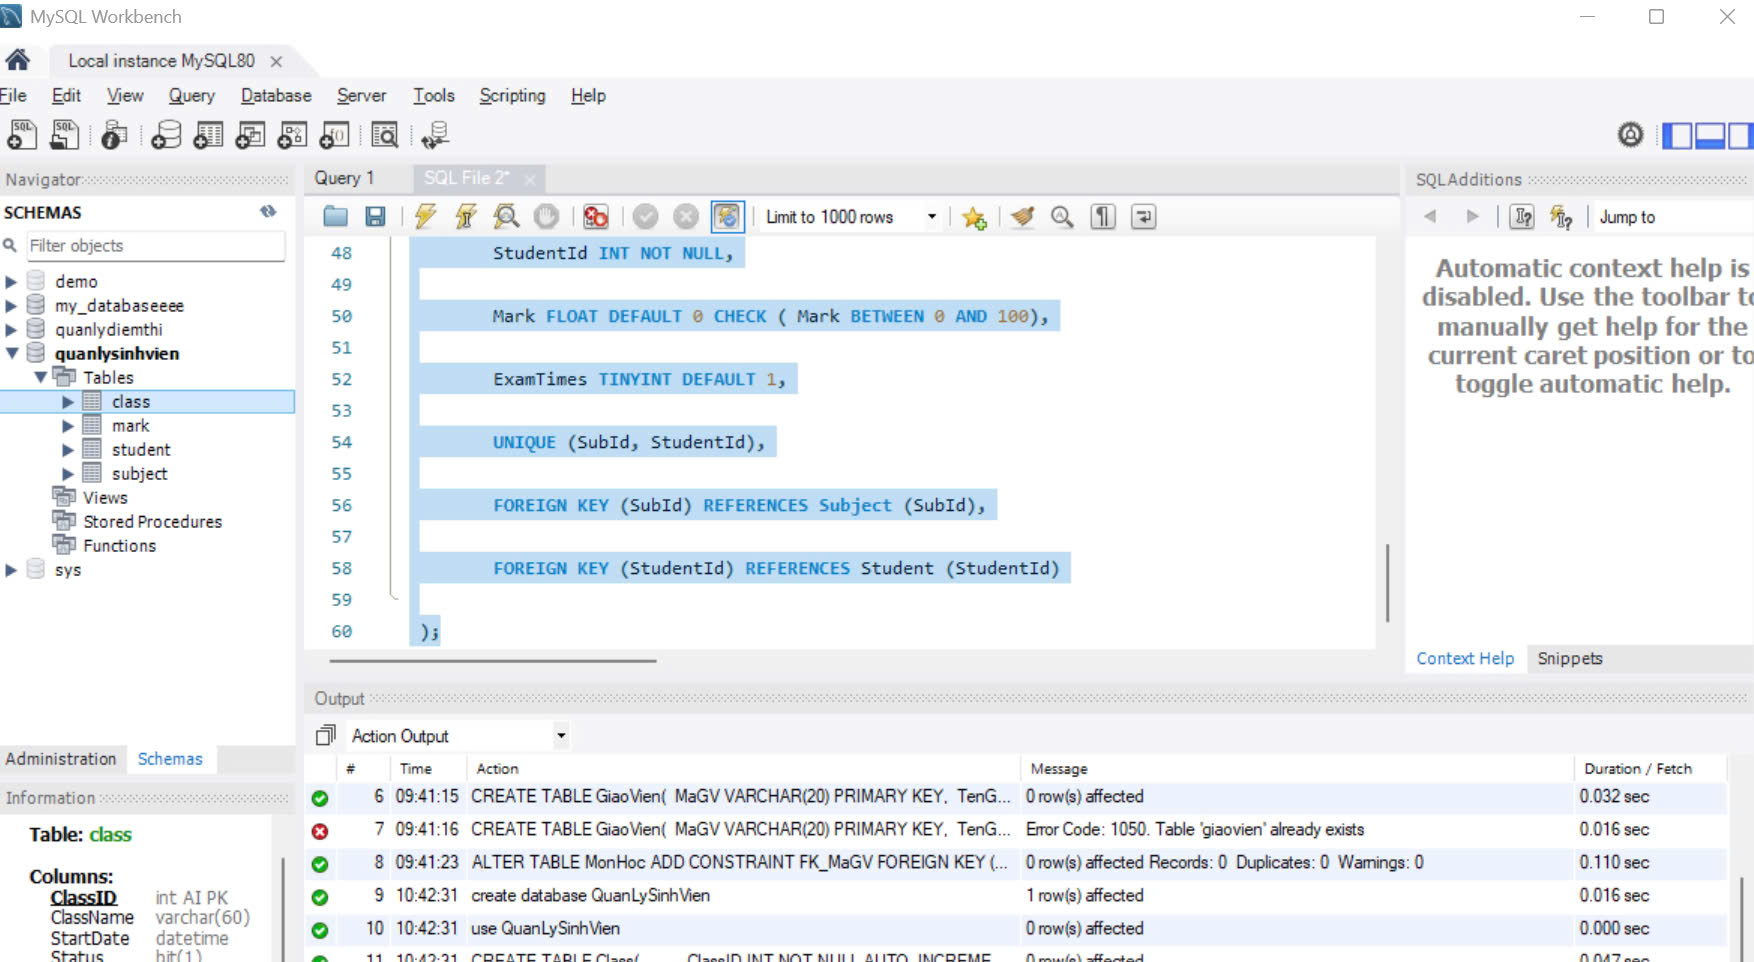 MySQL Workbench
Local instance MySQL80
File Edit View Query Database Server Tools Scripting Help
Navigator
SCHEMAS
Filter objects
demo
my_databaseeee
quanlydiemthi
quanlysinhvien
Tables
class
mark
student
subject
Views
Stored Procedures
Functions
sys
Administration Schemas
Information
Table: class
Columns:
ClassID int AI PK
ClassName varchar(60)
StartDate datetime
Status bit(1)
Query 1 SQL File 2*
Limit to 1000 rows
48 StudentId INT NOT NULL,
49
50 Mark FLOAT DEFAULT 0 CHECK ( Mark BETWEEN 0 AND 100),
51
52 ExamTimes TINYINT DEFAULT 1,
53
54 UNIQUE (SubId, StudentId),
55
56 FOREIGN KEY (SubId) REFERENCES Subject (SubId),
57
58 FOREIGN KEY (StudentId) REFERENCES Student (StudentId)
59
60 );
SQLAdditions
Jump to
Automatic context help is
disabled. Use the toolbar to
manually get help for the
current caret position or to
toggle automatic help.
Context Help Snippets
Output
Action Output
# Time Action Message Duration / Fetch
6 09:41:15 CREATE TABLE GiaoVien( MaGV VARCHAR(20) PRIMARY KEY, TenG... 0 row(s) affected 0.032 sec
7 09:41:16 CREATE TABLE GiaoVien( MaGV VARCHAR(20) PRIMARY KEY, TenG... Error Code: 1050. Table 'giaovien' already exists 0.016 sec
8 09:41:23 ALTER TABLE MonHoc ADD CONSTRAINT FK_MaGV FOREIGN KEY (... 0 row(s) affected Records: 0 Duplicates: 0 Warnings: 0 0.110 sec
9 10:42:31 create database QuanLySinhVien 1 row(s) affected 0.016 sec
10 10:42:31 use QuanLySinhVien 0 row(s) affected 0.000 sec
11 10:42:31 CREATE TABLE Class( ClassID INT NOT NULL AUTO_INCREME... 0 row(s) affected 0.047 sec